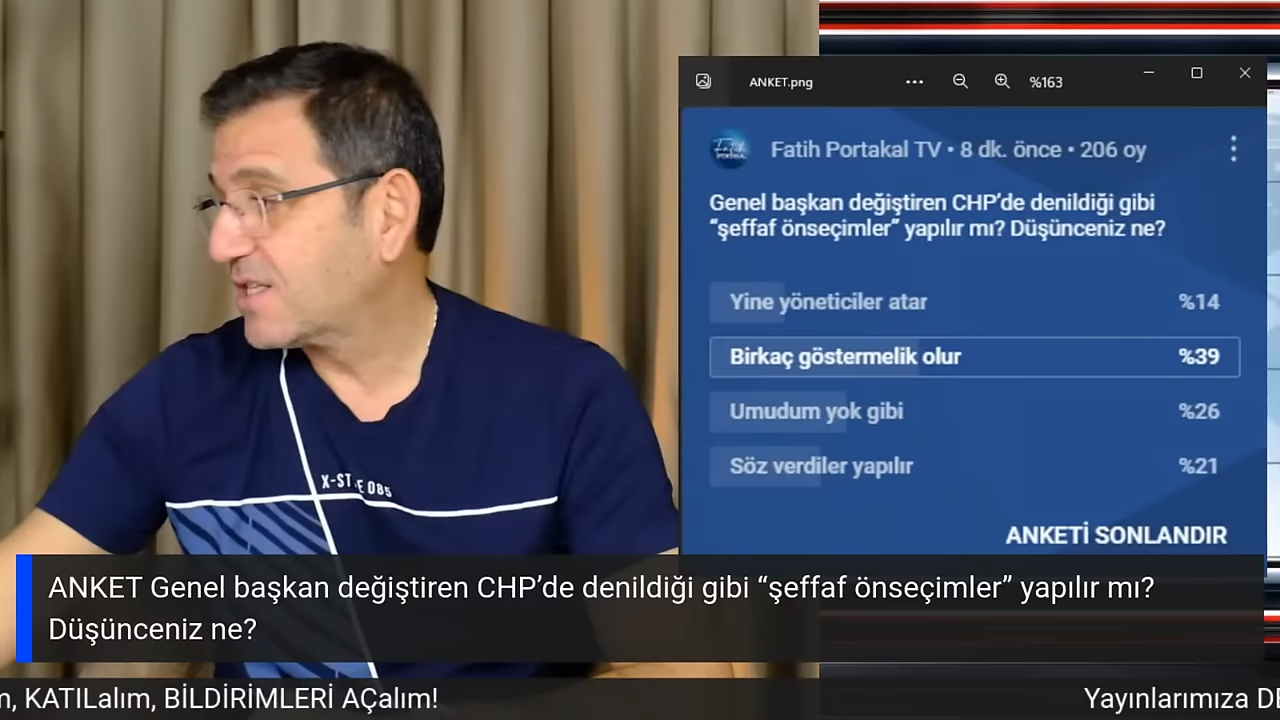 ANKET.png
%163
Fatih Portakal TV • 8 dk. önce • 206 oy
Genel başkan değiştiren CHP’de denildiği gibi
“şeffaf önseçimler” yapılır mı? Düşünceniz ne?
Yine yöneticiler atar %14
Birkaç göstermelik olur %39
Umudum yok gibi %26
Söz verdiler yapılır %21
ANKETİ SONLANDIR
X-ST
E 085
ANKET Genel başkan değiştiren CHP’de denildiği gibi “şeffaf önseçimler” yapılır mı?
Düşünceniz ne?
m, KATILalım, BİLDİRİMLERİ AÇalım! Yayınlarımıza